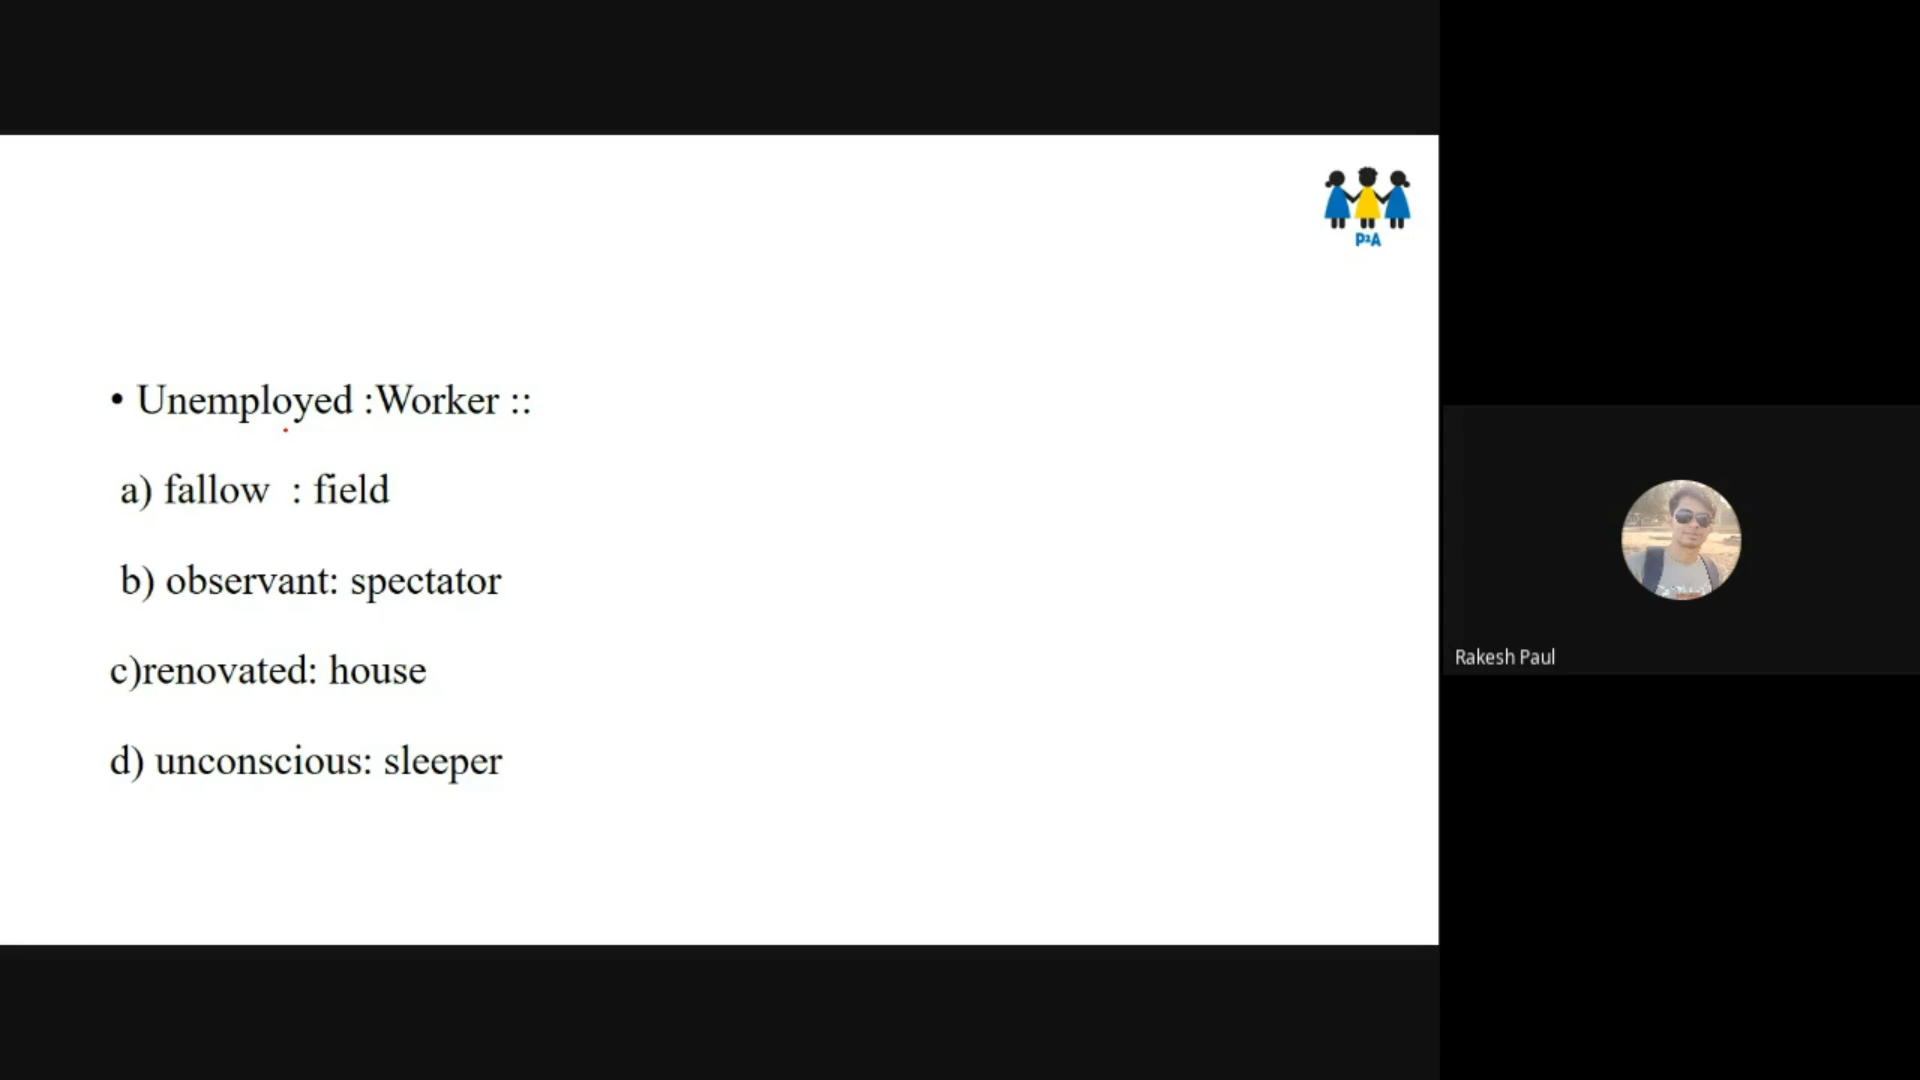 P²A
• Unemployed :Worker ::
a) fallow : field
b) observant: spectator
c)renovated: house
d) unconscious: sleeper
Rakesh Paul